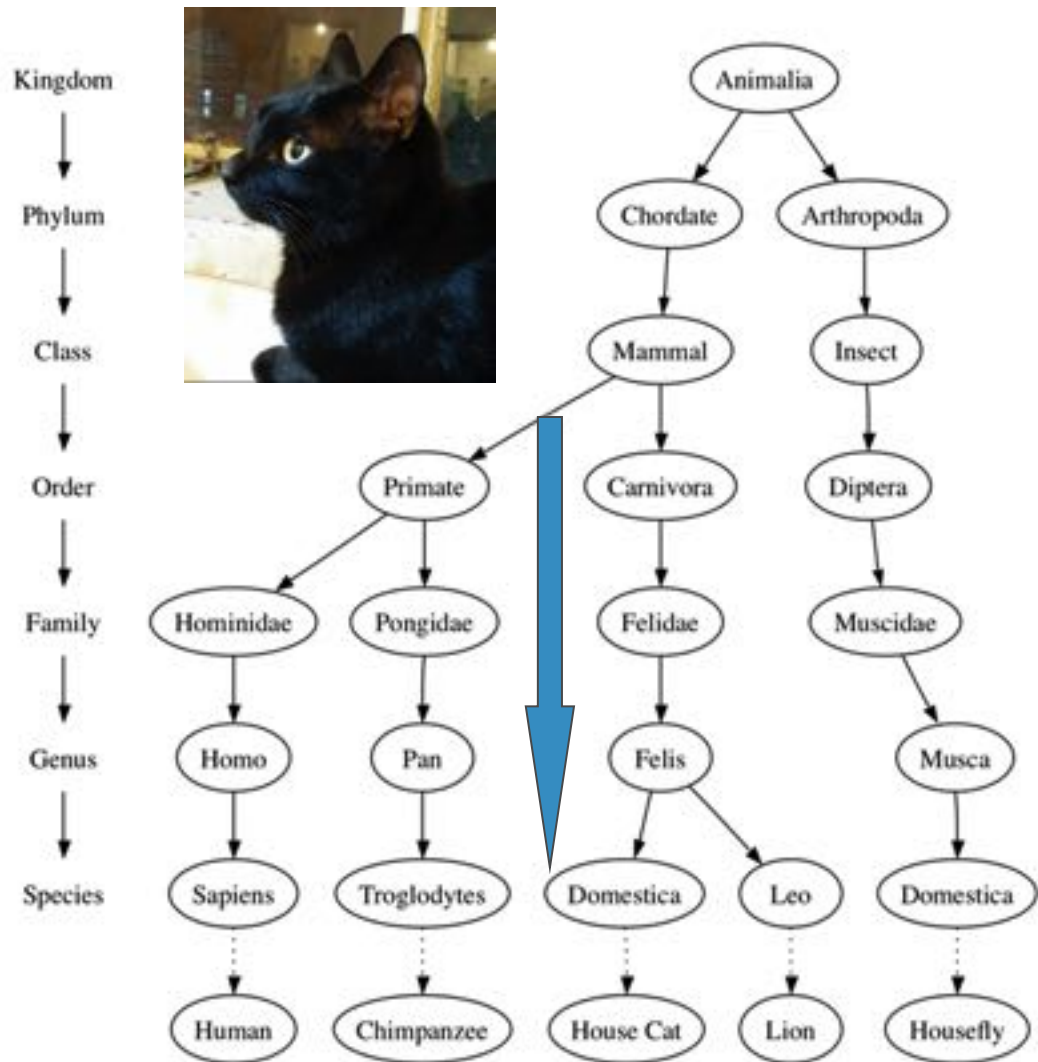 Kingdom Animalia
Phylum Chordate Arthropoda
Class Mammal Insect
Order Primate Carnivora Diptera
Family Hominidae Pongidae Felidae Muscidae
Genus Homo Pan Felis Musca
Species Sapiens Troglodytes Domestica Leo Domestica
Human Chimpanzee House Cat Lion Housefly